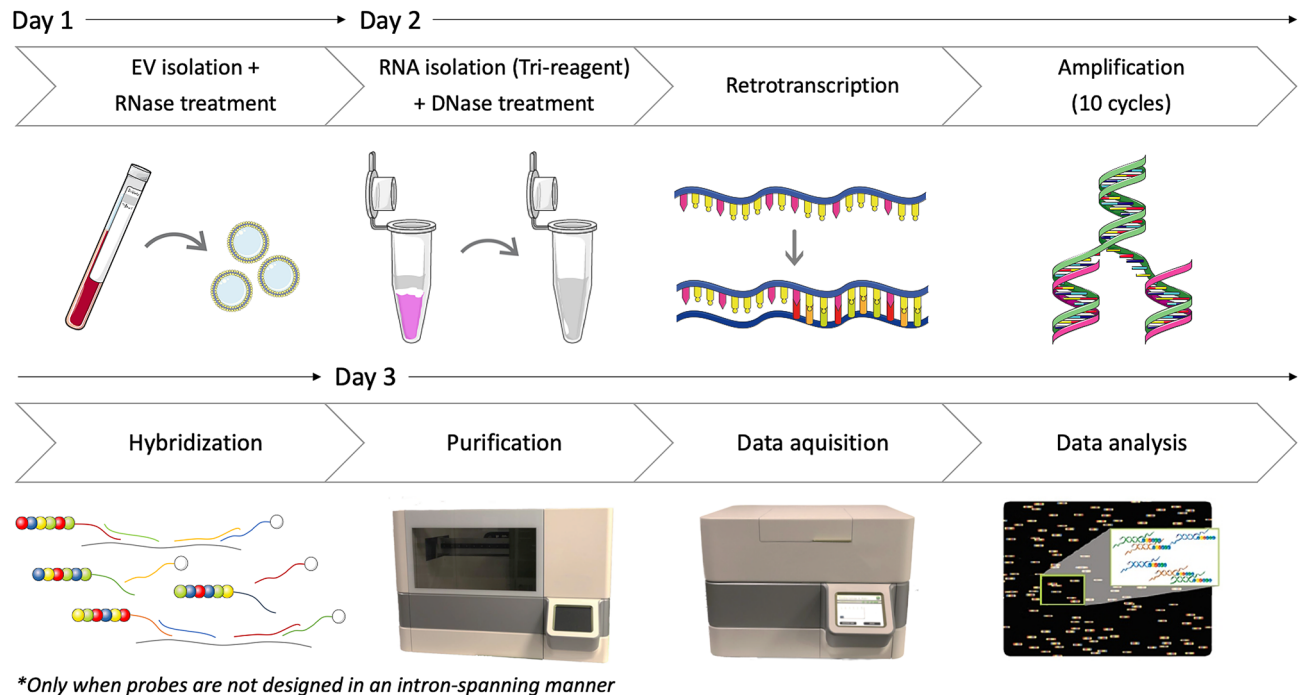 Day 1
Day 2
EV isolation +
RNase treatment
RNA isolation (Tri-reagent)
+ DNase treatment
Retrotranscription
Amplification
(10 cycles)
Day 3
Hybridization
Purification
Data aquisition
Data analysis
*Only when probes are not designed in an intron-spanning manner